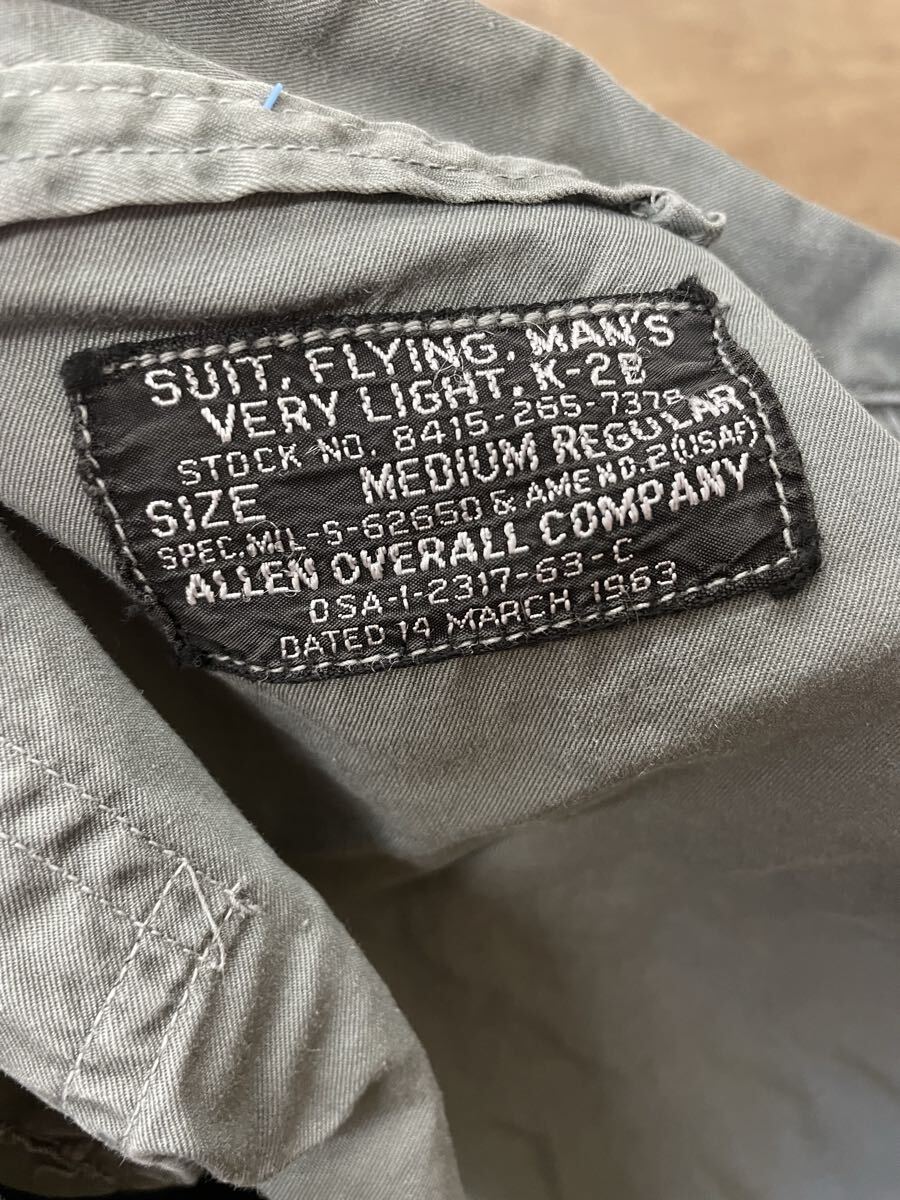 SUIT, FLYING, MAN'S
VERY LIGHT, K-2B
STOCK NO. 8415-265-7378
SIZE MEDIUM REGULAR
SPEC. MIL-S-62650 & AMEND. 2 (USAF)
ALLEN OVERALL COMPANY
DSA-1-2317-63-C
DATED 14 MARCH 1963